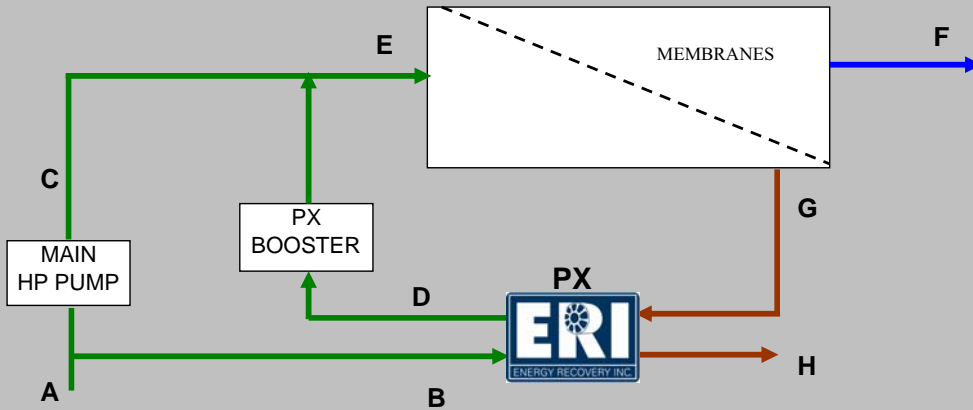 E
F
MEMBRANES
C
G
PX
BOOSTER
MAIN
HP PUMP
PX
D
ERI
ENERGY RECOVERY INC.
H
A
B